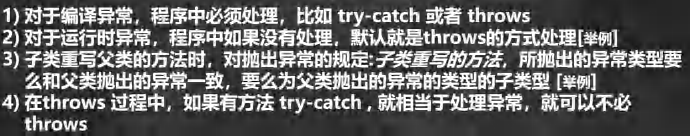 1) 对于编译异常，程序中必须处理，比如 try-catch 或者 throws
2) 对于运行时异常，程序中如果没有处理，默认就是throws的方式处理[举例]
3) 子类重写父类的方法时，对抛出异常的规定:子类重写的方法，所抛出的异常类型要
么和父类抛出的异常一致，要么为父类抛出的异常的类型的子类型 [举例]
4) 在throws 过程中，如果有方法 try-catch , 就相当于处理异常，就可以不必
throws